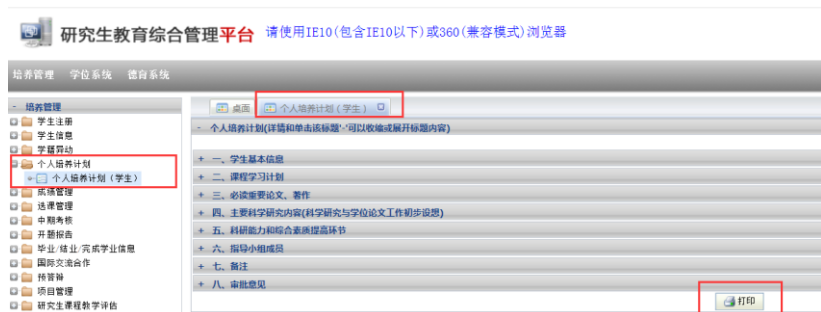 研究生教育综合管理平台 请使用IE10(包含IE10以下)或360(兼容模式)浏览器
培养管理 学位系统 德育系统
- 培养管理
学生注册
学生信息
学籍异动
个人培养计划
个人培养计划（学生）
成绩管理
选课管理
中期考核
开题报告
毕业/结业/完成学业信息
国际交流合作
预答辩
项目管理
研究生课程教学评估
桌面 个人培养计划（学生）
- 个人培养计划(详情和单击该标题'-'可以收缩或展开标题内容)
+ 一、学生基本信息
+ 二、课程学习计划
+ 三、必读重要论文、著作
+ 四、主要科学研究内容(科学研究与学位论文工作初步设想)
+ 五、科研能力和综合素质提高环节
+ 六、指导小组成员
+ 七、备注
+ 八、审批意见
打印